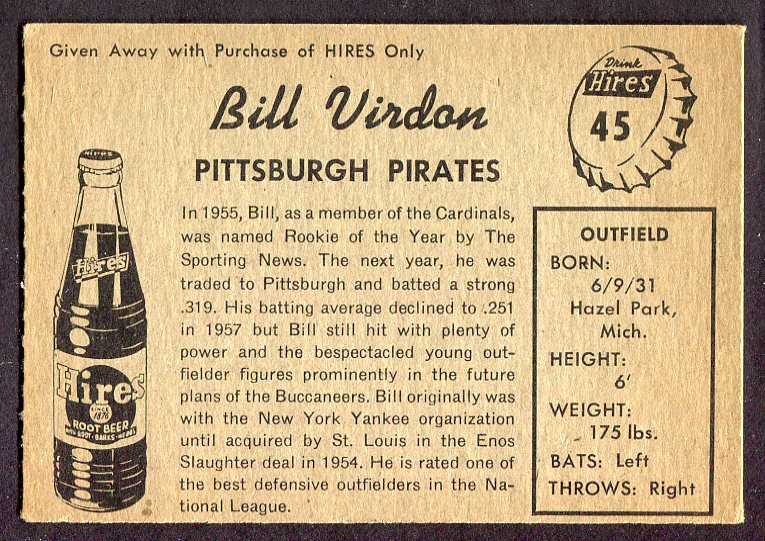 Given Away with Purchase of HIRES Only
Drink
Hires
45
Bill Virdon
PITTSBURGH PIRATES
In 1955, Bill, as a member of the Cardinals,
was named Rookie of the Year by The
Sporting News. The next year, he was
traded to Pittsburgh and batted a strong
.319. His batting average declined to .251
in 1957 but Bill still hit with plenty of
power and the bespectacled young out-
fielder figures prominently in the future
plans of the Buccaneers. Bill originally was
with the New York Yankee organization
until acquired by St. Louis in the Enos
Slaughter deal in 1954. He is rated one of
the best defensive outfielders in the Na-
tional League.
OUTFIELD
BORN:
6/9/31
Hazel Park,
Mich.
HEIGHT:
6'
WEIGHT:
175 lbs.
BATS: Left
THROWS: Right
HIRES
Hires
Hires
SINCE
1876
ROOT BEER